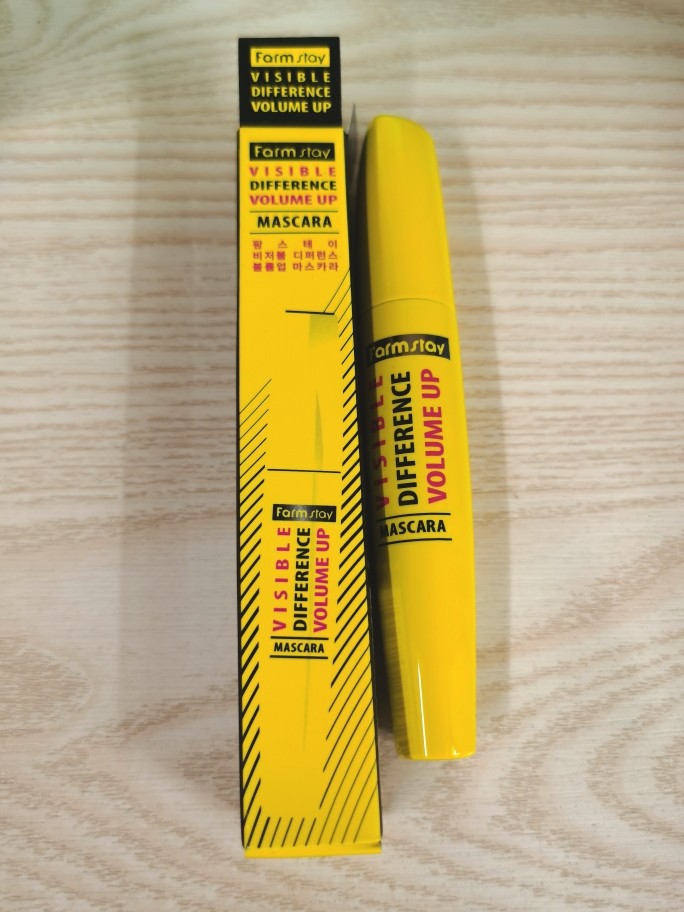 Farm stay
VISIBLE
DIFFERENCE
VOLUME UP
Farm stay
VISIBLE
DIFFERENCE
VOLUME UP
MASCARA
팜 스 테 이
비저블 디퍼런스
볼륨업 마스카라
Farm stay
VISIBLE
DIFFERENCE
VOLUME UP
MASCARA
Farm stay
VISIBLE
DIFFERENCE
VOLUME UP
MASCARA